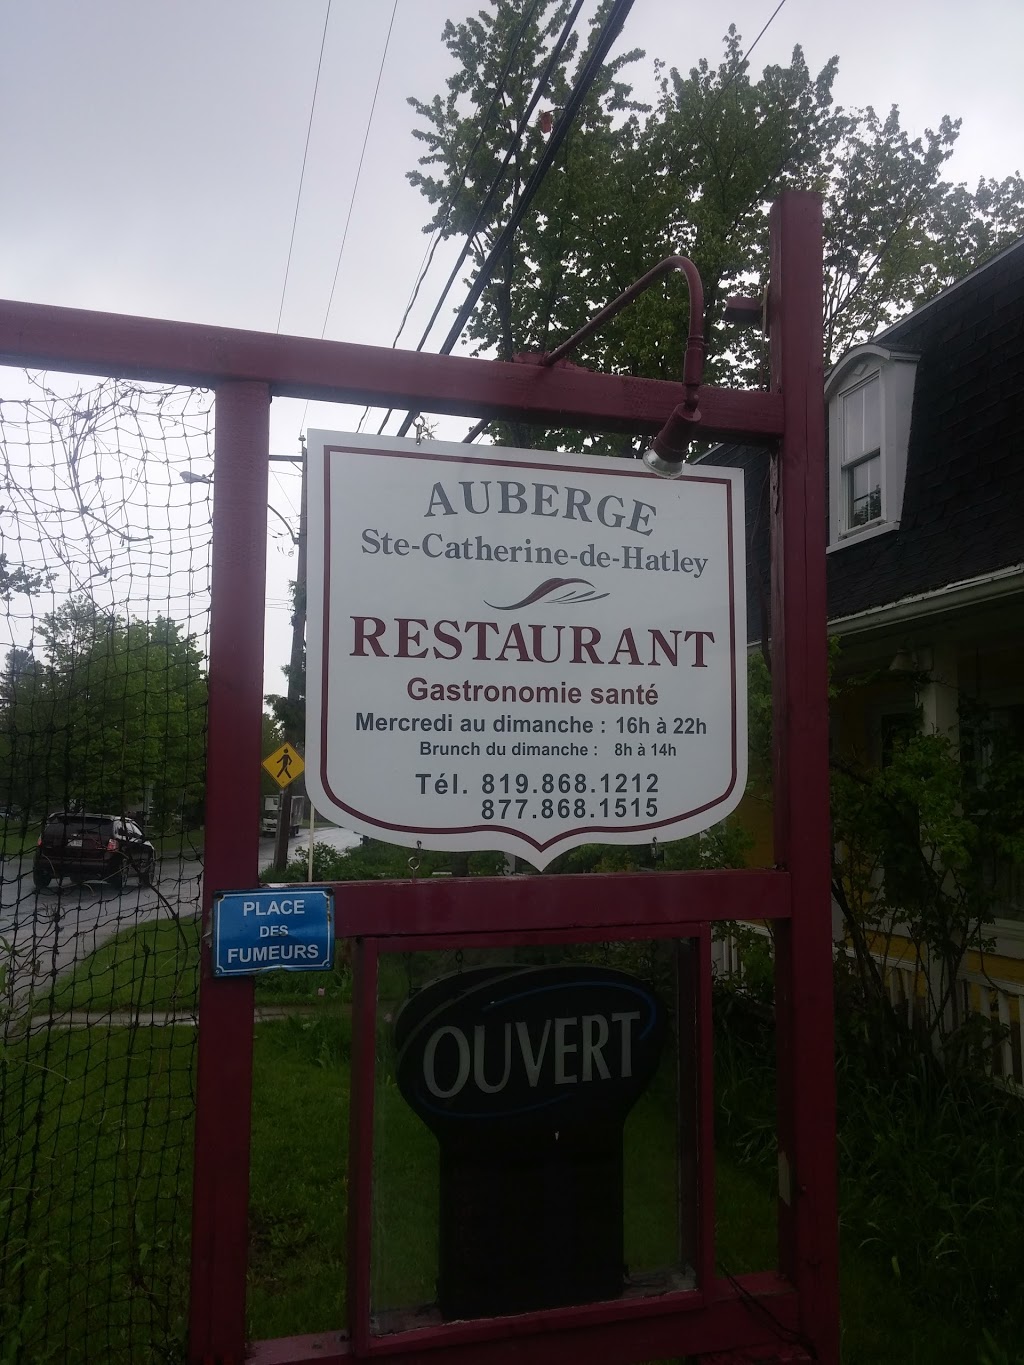 AUBERGE
Ste-Catherine-de-Hatley
RESTAURANT
Gastronomie santé
Mercredi au dimanche : 16h à 22h
Brunch du dimanche : 8h à 14h
Tél. 819.868.1212
877.868.1515
PLACE
DES
FUMEURS
OUVERT